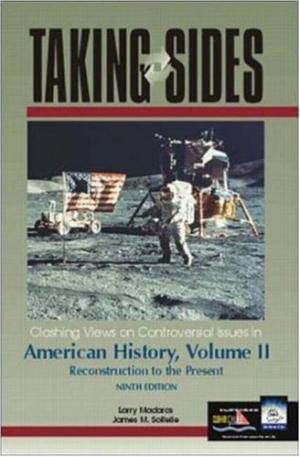 TAKING SIDES
Clashing Views on Controversial Issues in
American History, Volume II
Reconstruction to the Present
NINTH EDITION
Larry Madaras
James M. SoRelle